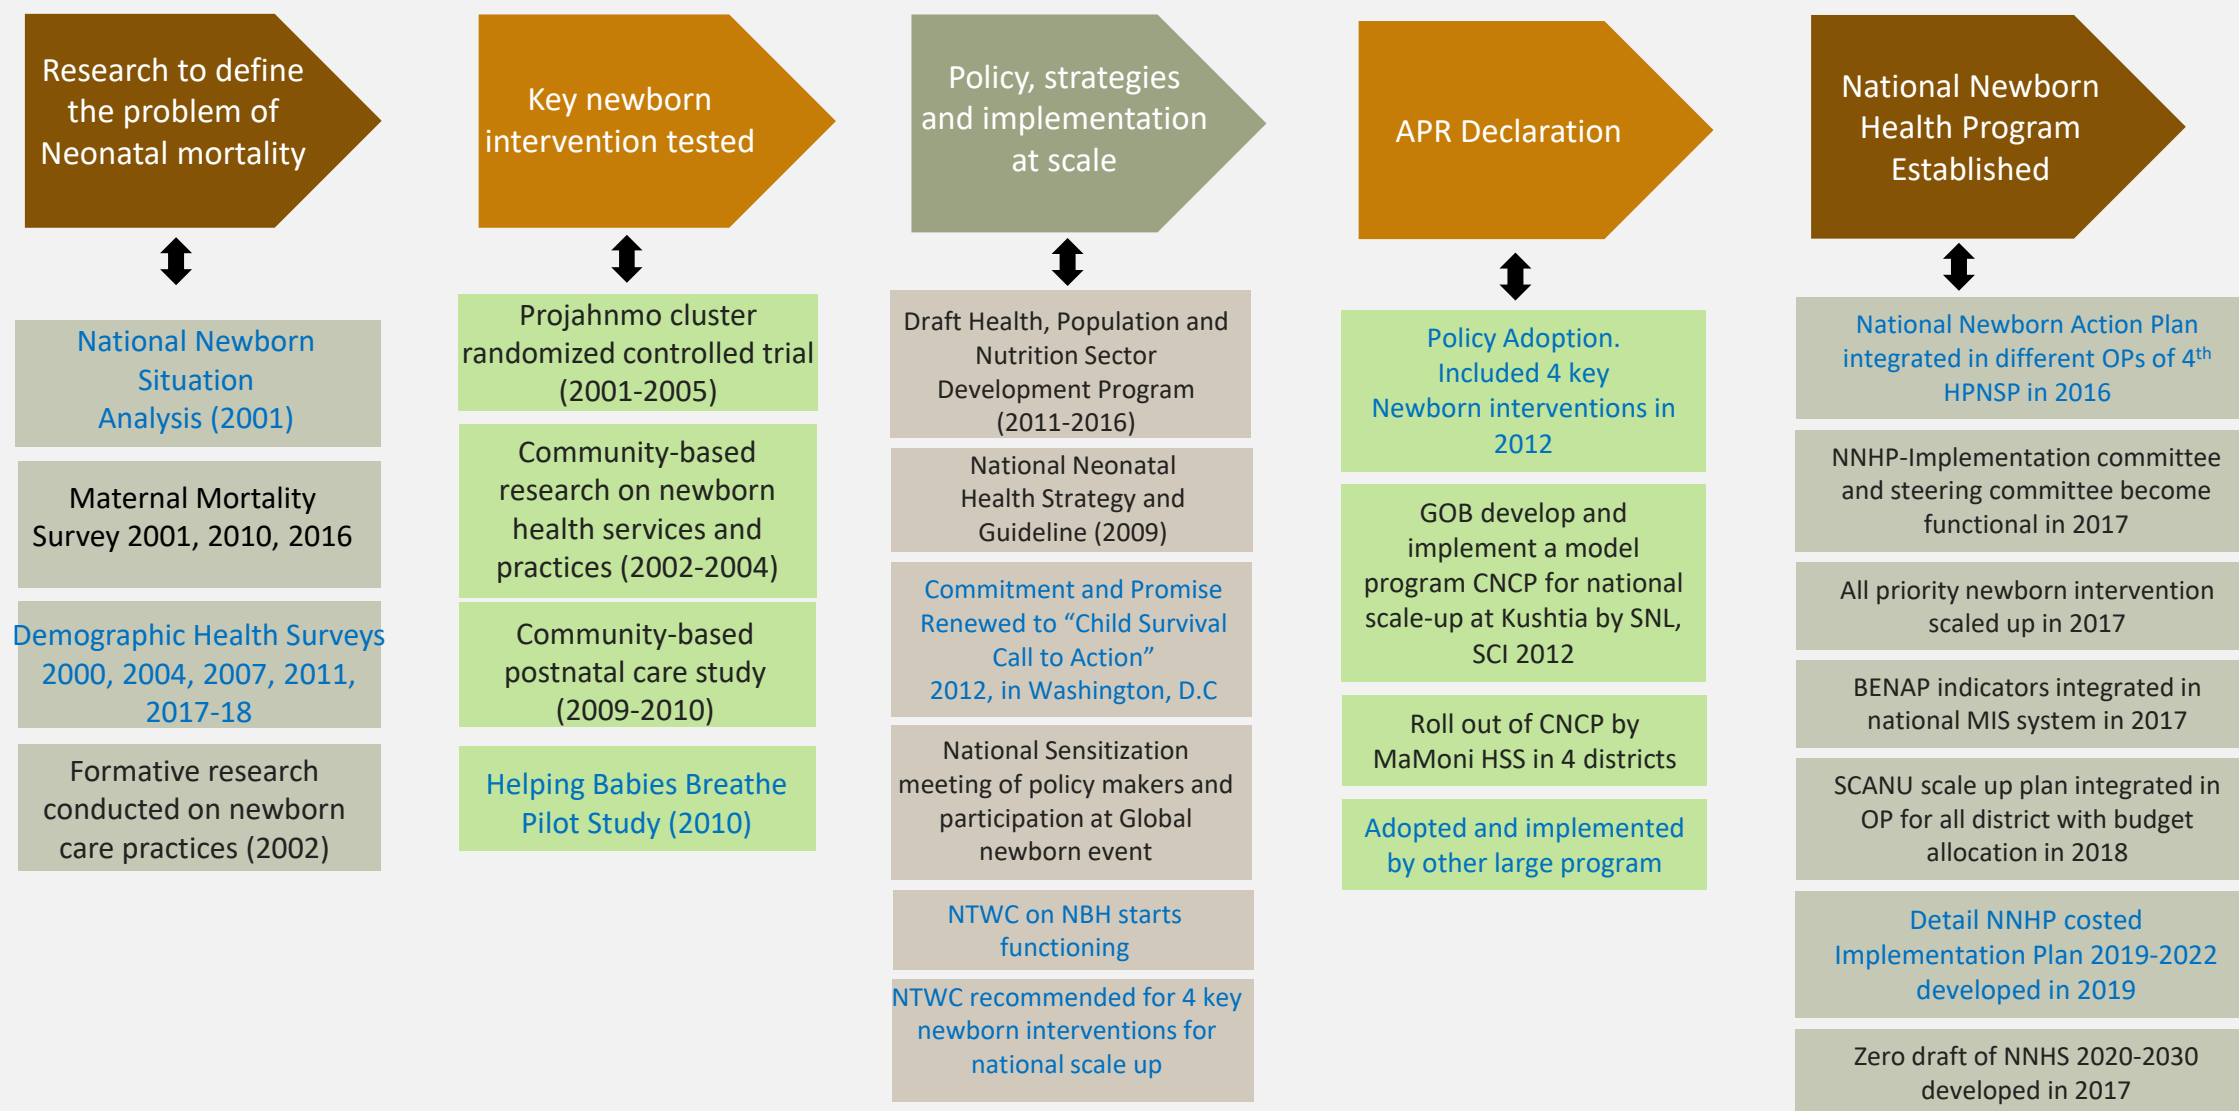 Research to define
the problem of
Neonatal mortality
National Newborn
Situation
Analysis (2001)
Maternal Mortality
Survey 2001, 2010, 2016
Demographic Health Surveys
2000, 2004, 2007, 2011,
2017-18
Formative research
conducted on newborn
care practices (2002)
Key newborn
intervention tested
Projahnmo cluster
randomized controlled trial
(2001-2005)
Community-based
research on newborn
health services and
practices (2002-2004)
Community-based
postnatal care study
(2009-2010)
Helping Babies Breathe
Pilot Study (2010)
Policy, strategies
and implementation
at scale
Draft Health, Population and
Nutrition Sector
Development Program
(2011-2016)
National Neonatal
Health Strategy and
Guideline (2009)
Commitment and Promise
Renewed to “Child Survival
Call to Action”
2012, in Washington, D.C
National Sensitization
meeting of policy makers and
participation at Global
newborn event
NTWC on NBH starts
functioning
NTWC recommended for 4 key
newborn interventions for
national scale up
APR Declaration
Policy Adoption.
Included 4 key
Newborn interventions in
2012
GOB develop and
implement a model
program CNCP for national
scale-up at Kushtia by SNL,
SCI 2012
Roll out of CNCP by
MaMoni HSS in 4 districts
Adopted and implemented
by other large program
National Newborn
Health Program
Established
National Newborn Action Plan
integrated in different OPs of 4th
HPNSP in 2016
NNHP-Implementation committee
and steering committee become
functional in 2017
All priority newborn intervention
scaled up in 2017
BENAP indicators integrated in
national MIS system in 2017
SCANU scale up plan integrated in
OP for all district with budget
allocation in 2018
Detail NNHP costed
Implementation Plan 2019-2022
developed in 2019
Zero draft of NNHS 2020-2030
developed in 2017